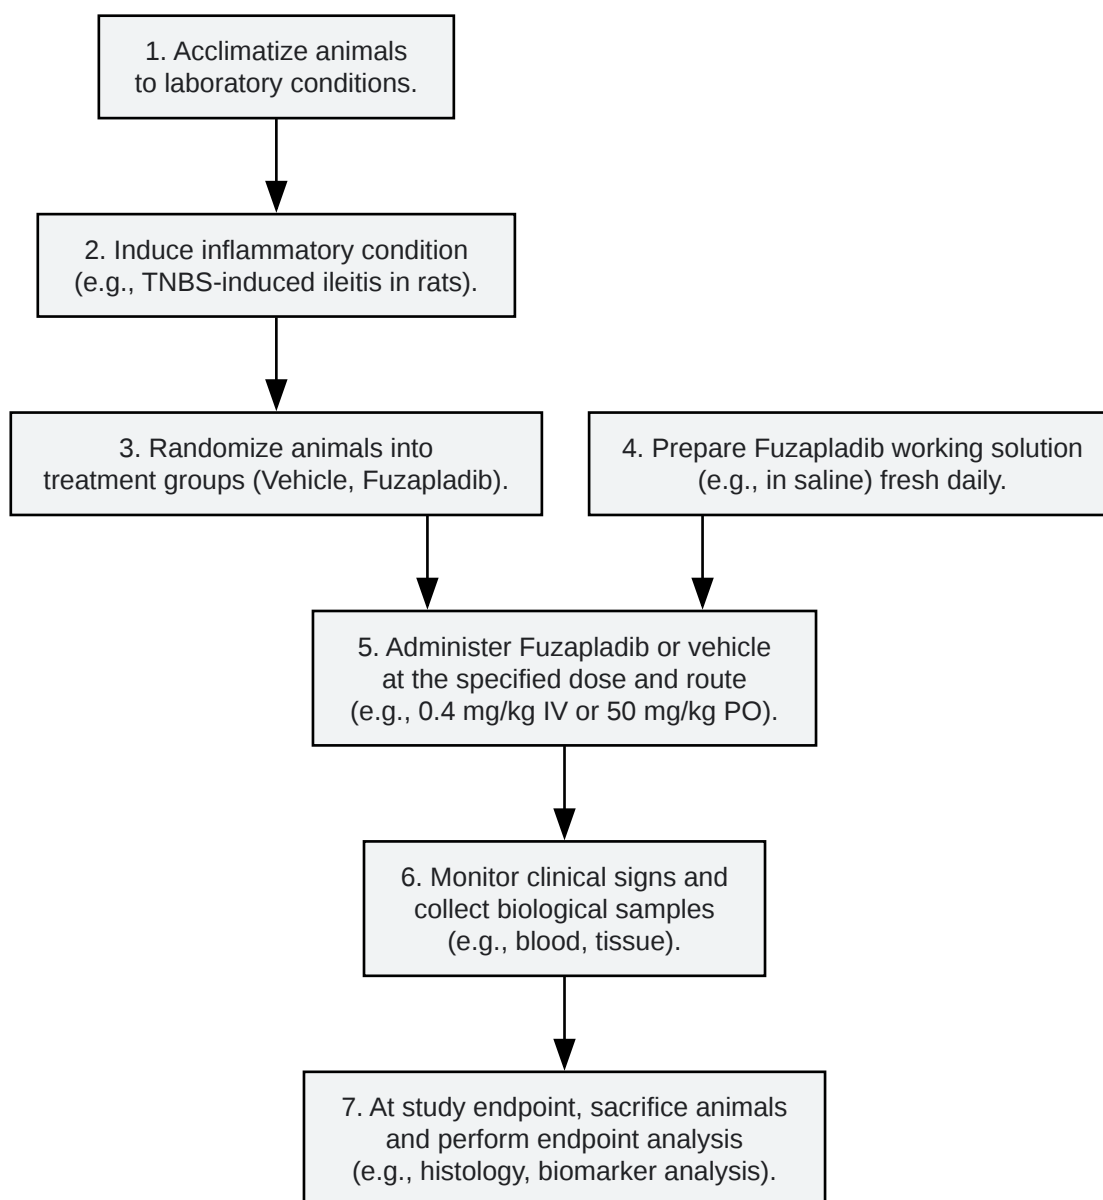 1. Acclimatize animals
to laboratory conditions.
2. Induce inflammatory condition
(e.g., TNBS-induced ileitis in rats).
3. Randomize animals into
treatment groups (Vehicle, Fuzapladib).
4. Prepare Fuzapladib working solution
(e.g., in saline) fresh daily.
5. Administer Fuzapladib or vehicle
at the specified dose and route
(e.g., 0.4 mg/kg IV or 50 mg/kg PO).
6. Monitor clinical signs and
collect biological samples
(e.g., blood, tissue).
7. At study endpoint, sacrifice animals
and perform endpoint analysis
(e.g., histology, biomarker analysis).